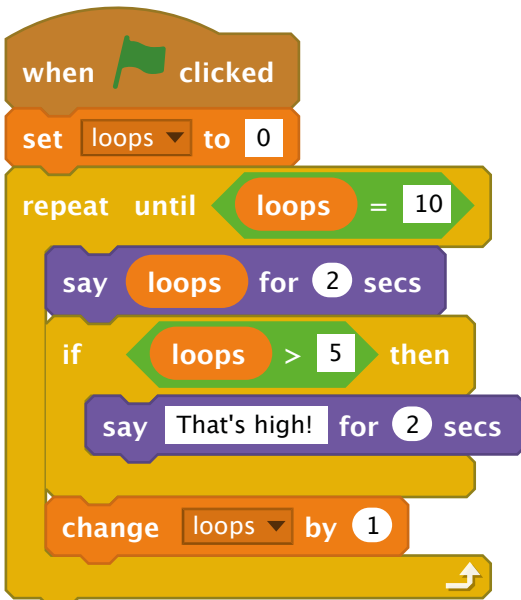 when clicked
set loops to 0
repeat until loops = 10
say loops for 2 secs
if loops > 5 then
say That's high! for 2 secs
change loops by 1